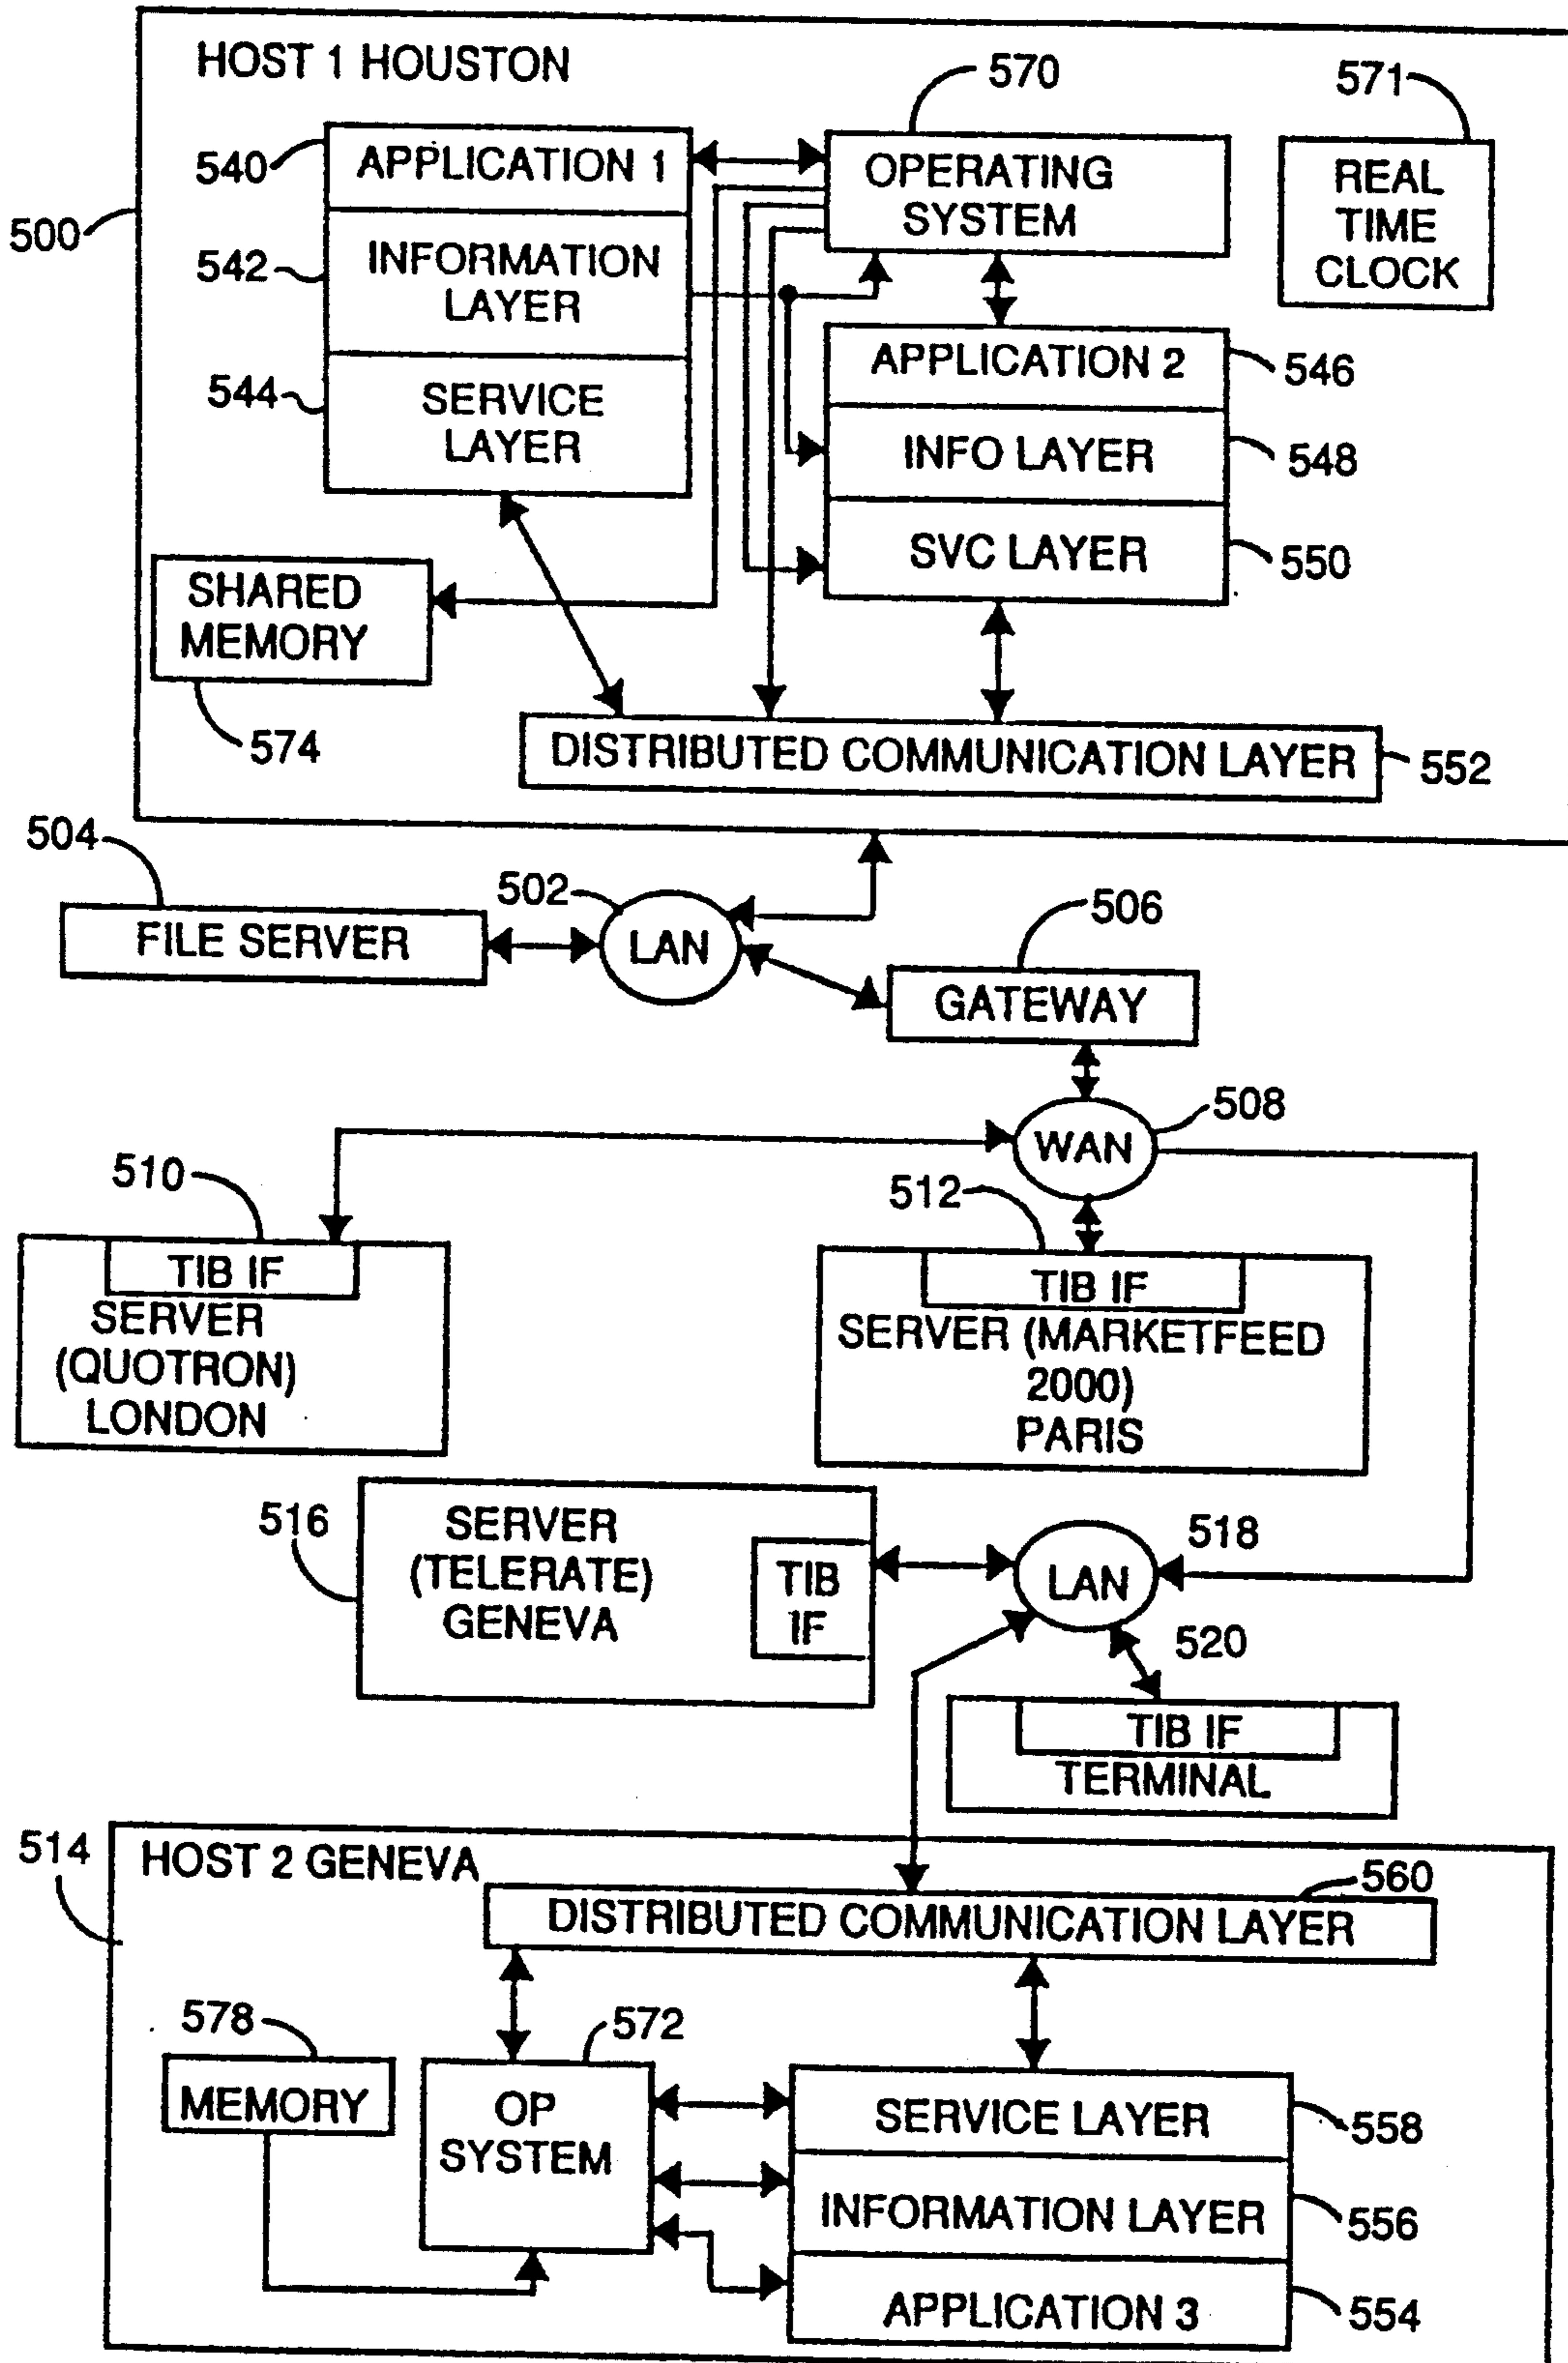 HOST 1 HOUSTON
570
571
540
APPLICATION 1
OPERATING
SYSTEM
REAL
TIME
CLOCK
500
542
INFORMATION
LAYER
544
SERVICE
LAYER
APPLICATION 2
546
INFO LAYER
548
SVC LAYER
550
SHARED
MEMORY
574
DISTRIBUTED COMMUNICATION LAYER
552
504
502
506
FILE SERVER
LAN
GATEWAY
508
WAN
510
512
TIB IF
SERVER
(QUOTRON)
LONDON
TIB IF
SERVER (MARKETFEED
2000)
PARIS
516
SERVER
(TELERATE)
GENEVA
TIB
IF
518
LAN
520
TIB IF
TERMINAL
514
HOST 2 GENEVA
560
DISTRIBUTED COMMUNICATION LAYER
578
572
MEMORY
OP
SYSTEM
SERVICE LAYER
558
INFORMATION LAYER
556
APPLICATION 3
554